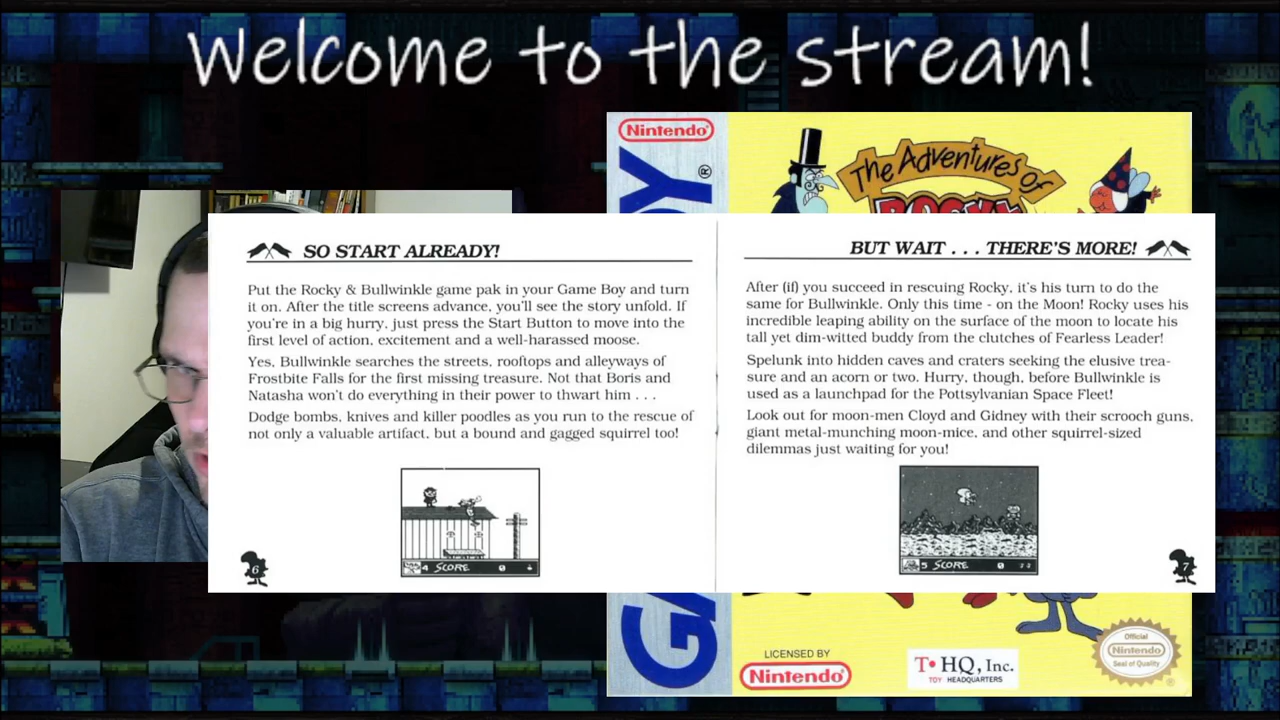 Welcome to the stream!
Nintendo
®
The Adventures of
SO START ALREADY!
Put the Rocky & Bullwinkle game pak in your Game Boy and turn
it on. After the title screens advance, you'll see the story unfold. If
you're in a big hurry, just press the Start Button to move into the
first level of action, excitement and a well-harassed moose.
Yes, Bullwinkle searches the streets, rooftops and alleyways of
Frostbite Falls for the first missing treasure. Not that Boris and
Natasha won't do everything in their power to thwart him . . .
Dodge bombs, knives and killer poodles as you run to the rescue of
not only a valuable artifact, but a bound and gagged squirrel too!
4 SCORE 0
6
BUT WAIT . . . THERE'S MORE!
After (if) you succeed in rescuing Rocky, it's his turn to do the
same for Bullwinkle. Only this time - on the Moon! Rocky uses his
incredible leaping ability on the surface of the moon to locate his
tall yet dim-witted buddy from the clutches of Fearless Leader!
Spelunk into hidden caves and craters seeking the elusive trea-
sure and an acorn or two. Hurry, though, before Bullwinkle is
used as a launchpad for the Pottsylvanian Space Fleet!
Look out for moon-men Cloyd and Gidney with their scrooch guns,
giant metal-munching moon-mice, and other squirrel-sized
dilemmas just waiting for you!
5 SCORE 0
7
LICENSED BY
Nintendo
T•HQ, Inc.
TOY HEADQUARTERS
Official
Nintendo
Seal of Quality